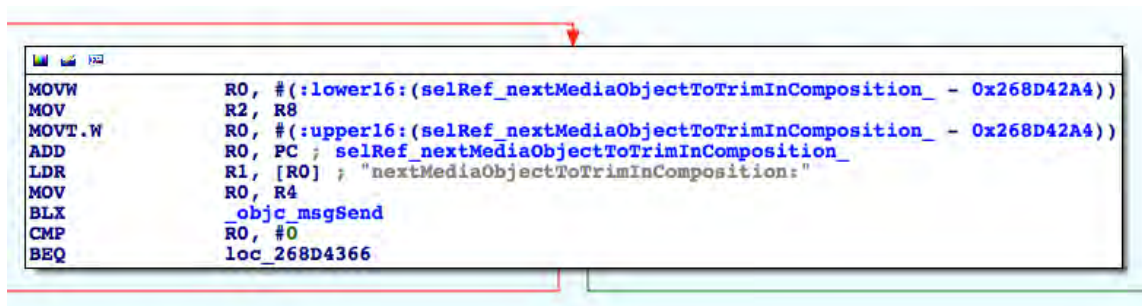 MOVW R0, #(:lower16:(selRef_nextMediaObjectToTrimInComposition_ - 0x268D42A4))
MOV R2, R8
MOVT.W R0, #(:upper16:(selRef_nextMediaObjectToTrimInComposition_ - 0x268D42A4))
ADD R0, PC ; selRef_nextMediaObjectToTrimInComposition_
LDR R1, [R0] ; "nextMediaObjectToTrimInComposition:"
MOV R0, R4
BLX _objc_msgSend
CMP R0, #0
BEQ loc_268D4366